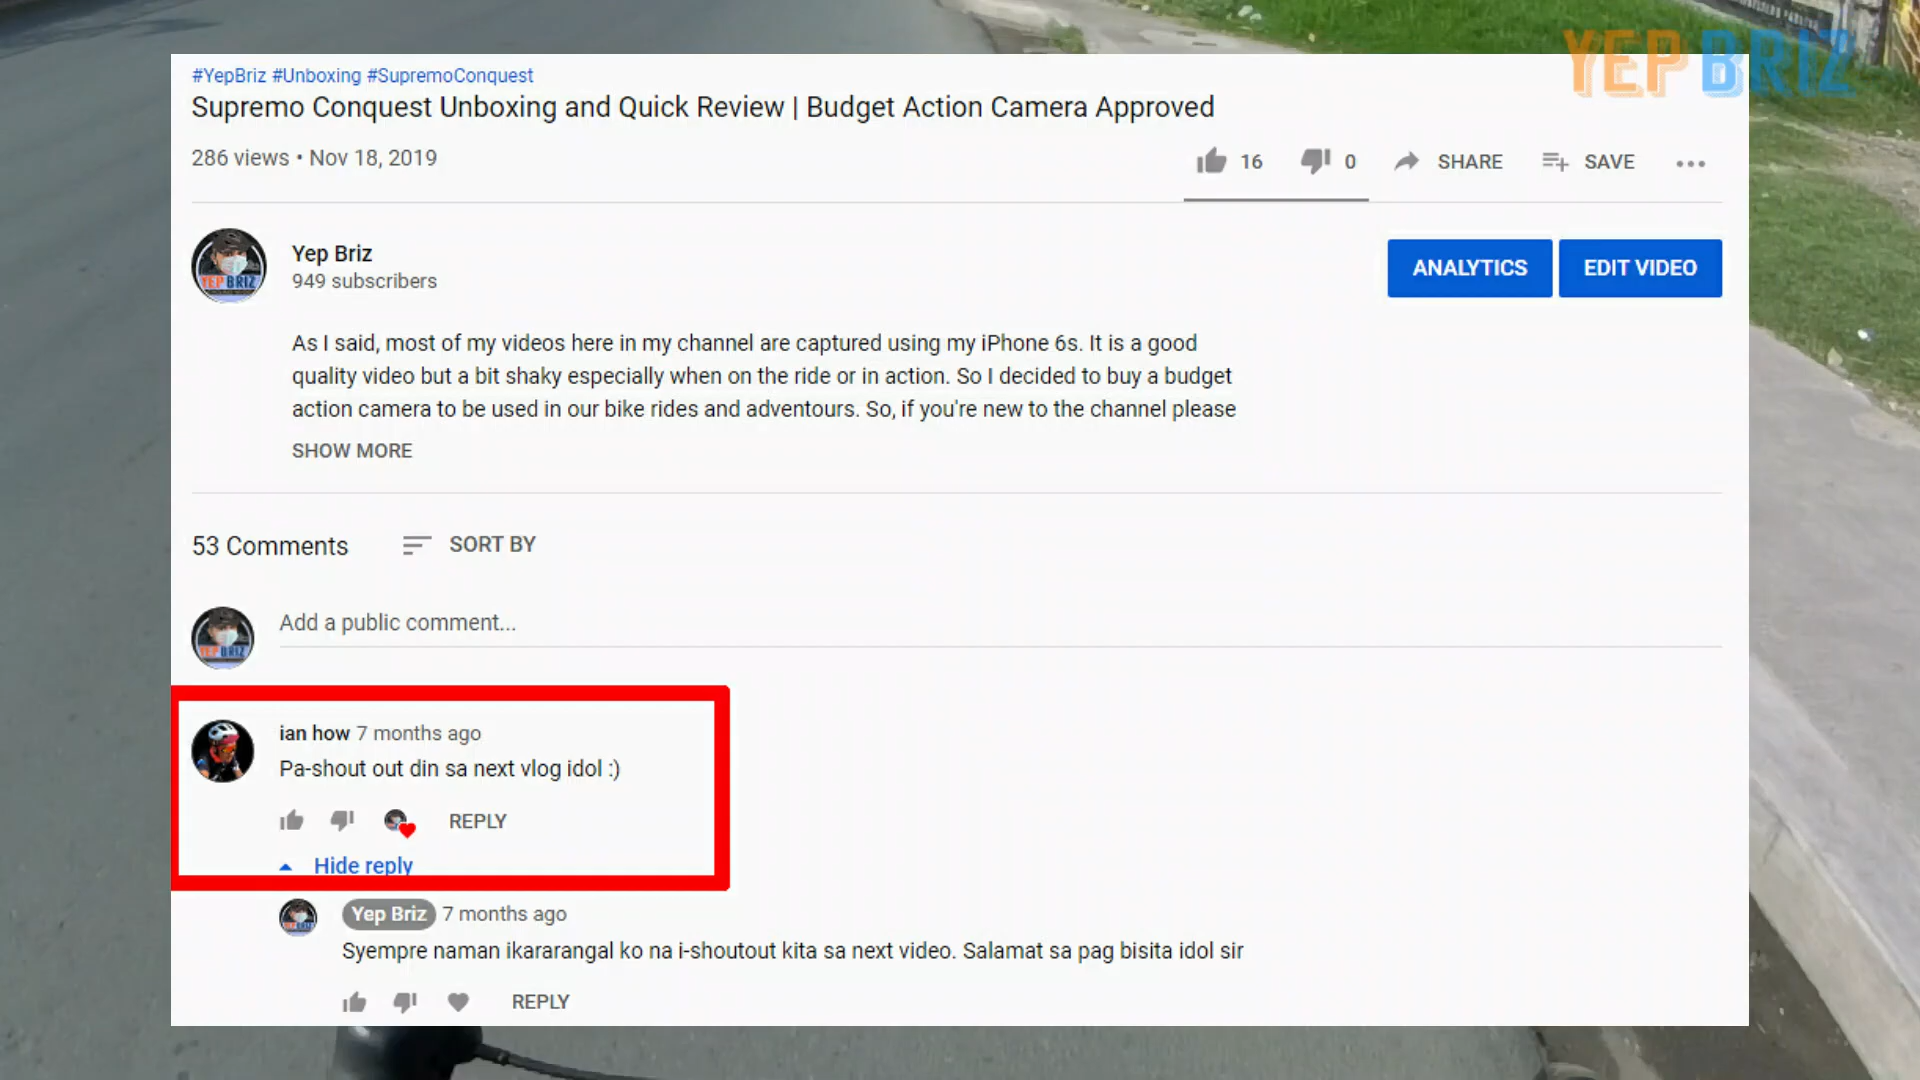 YEP BRIZ
#YepBriz #Unboxing #SupremoConquest
Supremo Conquest Unboxing and Quick Review | Budget Action Camera Approved
286 views • Nov 18, 2019
16 0 SHARE SAVE
Yep Briz
949 subscribers
ANALYTICS EDIT VIDEO
As I said, most of my videos here in my channel are captured using my iPhone 6s. It is a good
quality video but a bit shaky especially when on the ride or in action. So I decided to buy a budget
action camera to be used in our bike rides and adventours. So, if you're new to the channel please
SHOW MORE
53 Comments SORT BY
YEP BRIZ
Add a public comment...
ian how 7 months ago
Pa-shout out din sa next vlog idol :)
REPLY
Hide reply
Yep Briz 7 months ago
Syempre naman ikararangal ko na i-shoutout kita sa next video. Salamat sa pag bisita idol sir
REPLY